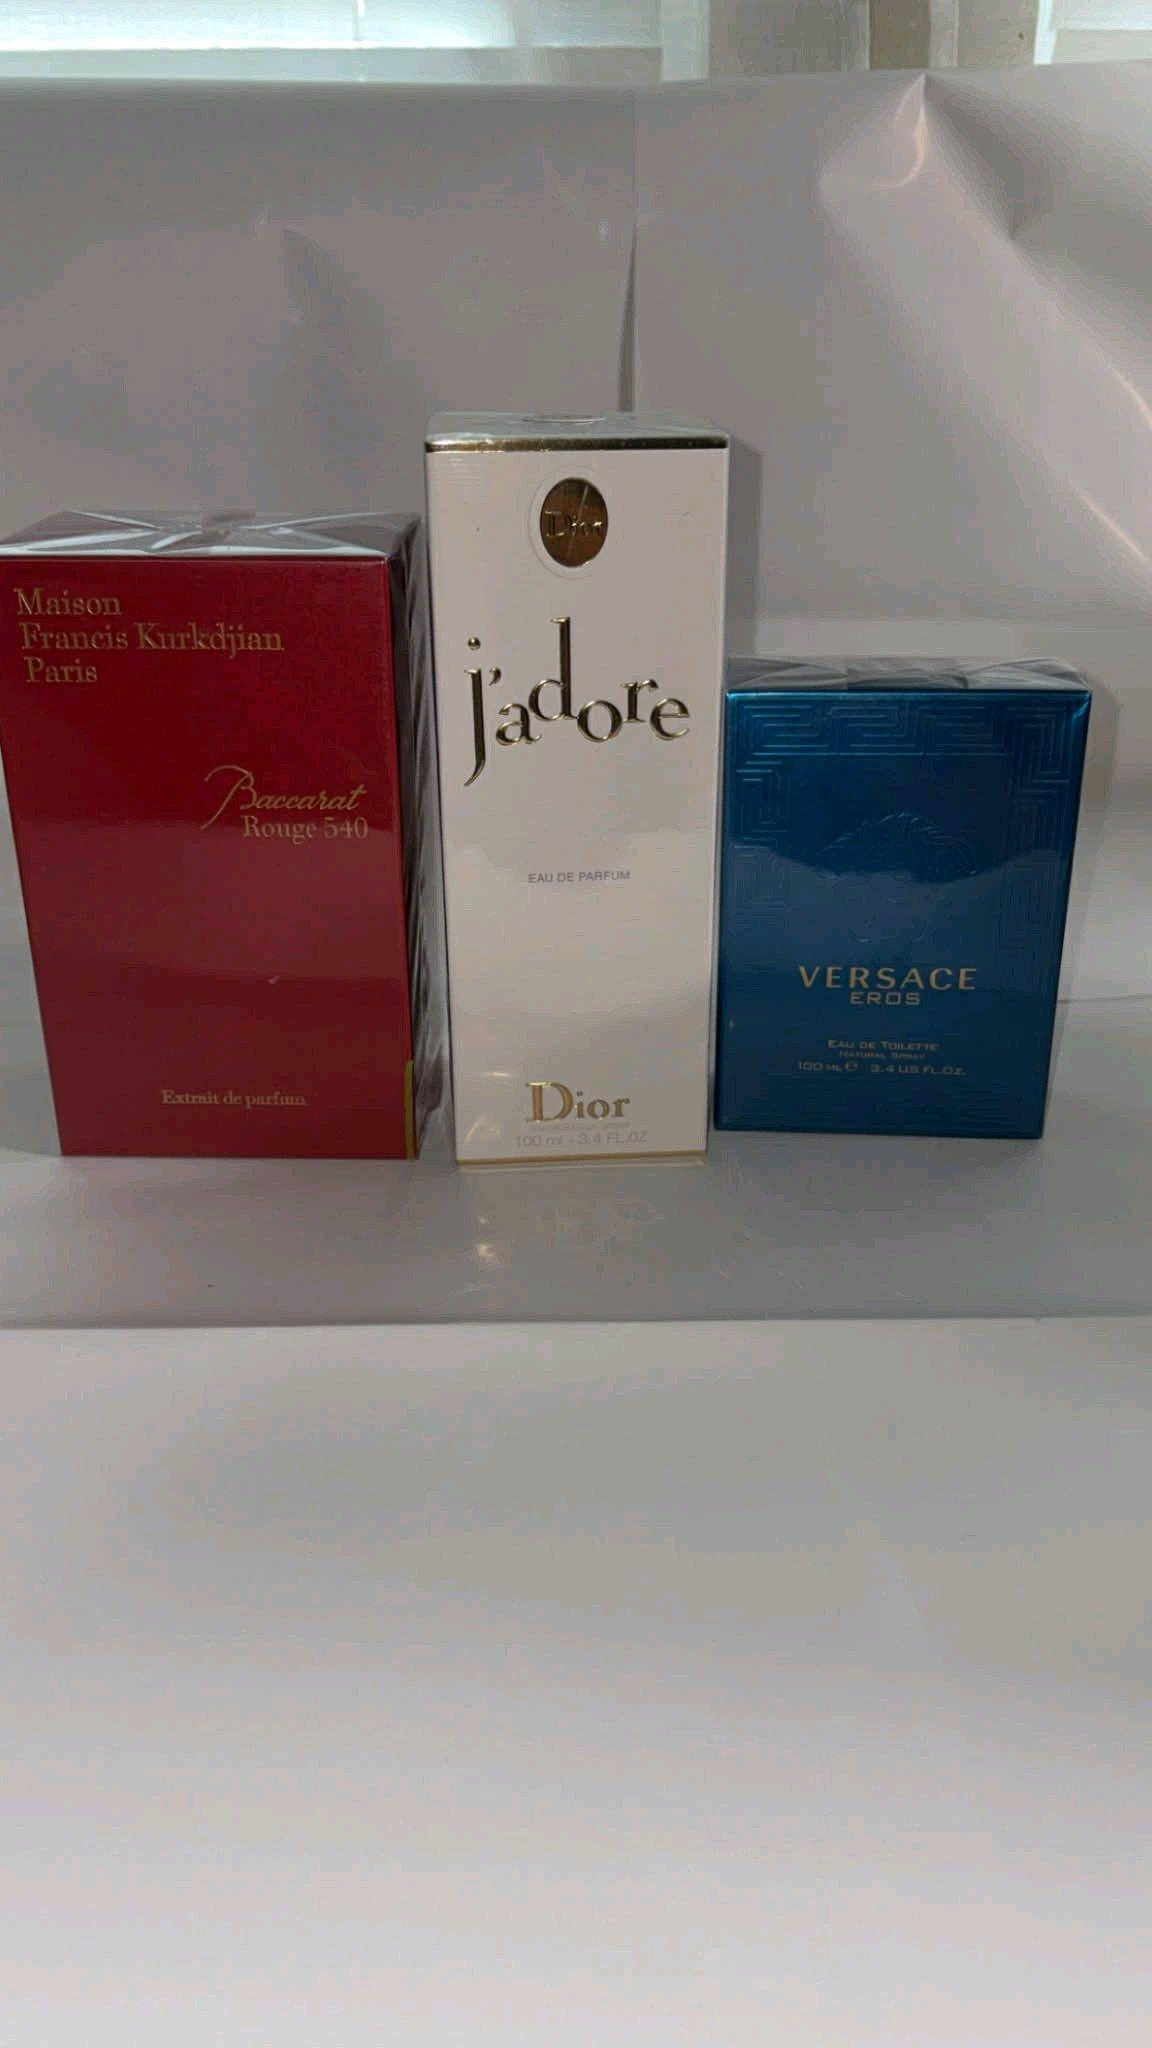 Maison
Francis Kurkdjian
Paris
Baccarat
Rouge 540
Extrait de parfum
Dior
j'adore
EAU DE PARFUM
Dior
100 ml - 3.4 FL.OZ
VERSACE
EROS
EAU DE TOILETTE
NATURAL SPRAY
100 ML ℮ 3.4 U.S. FL.OZ.